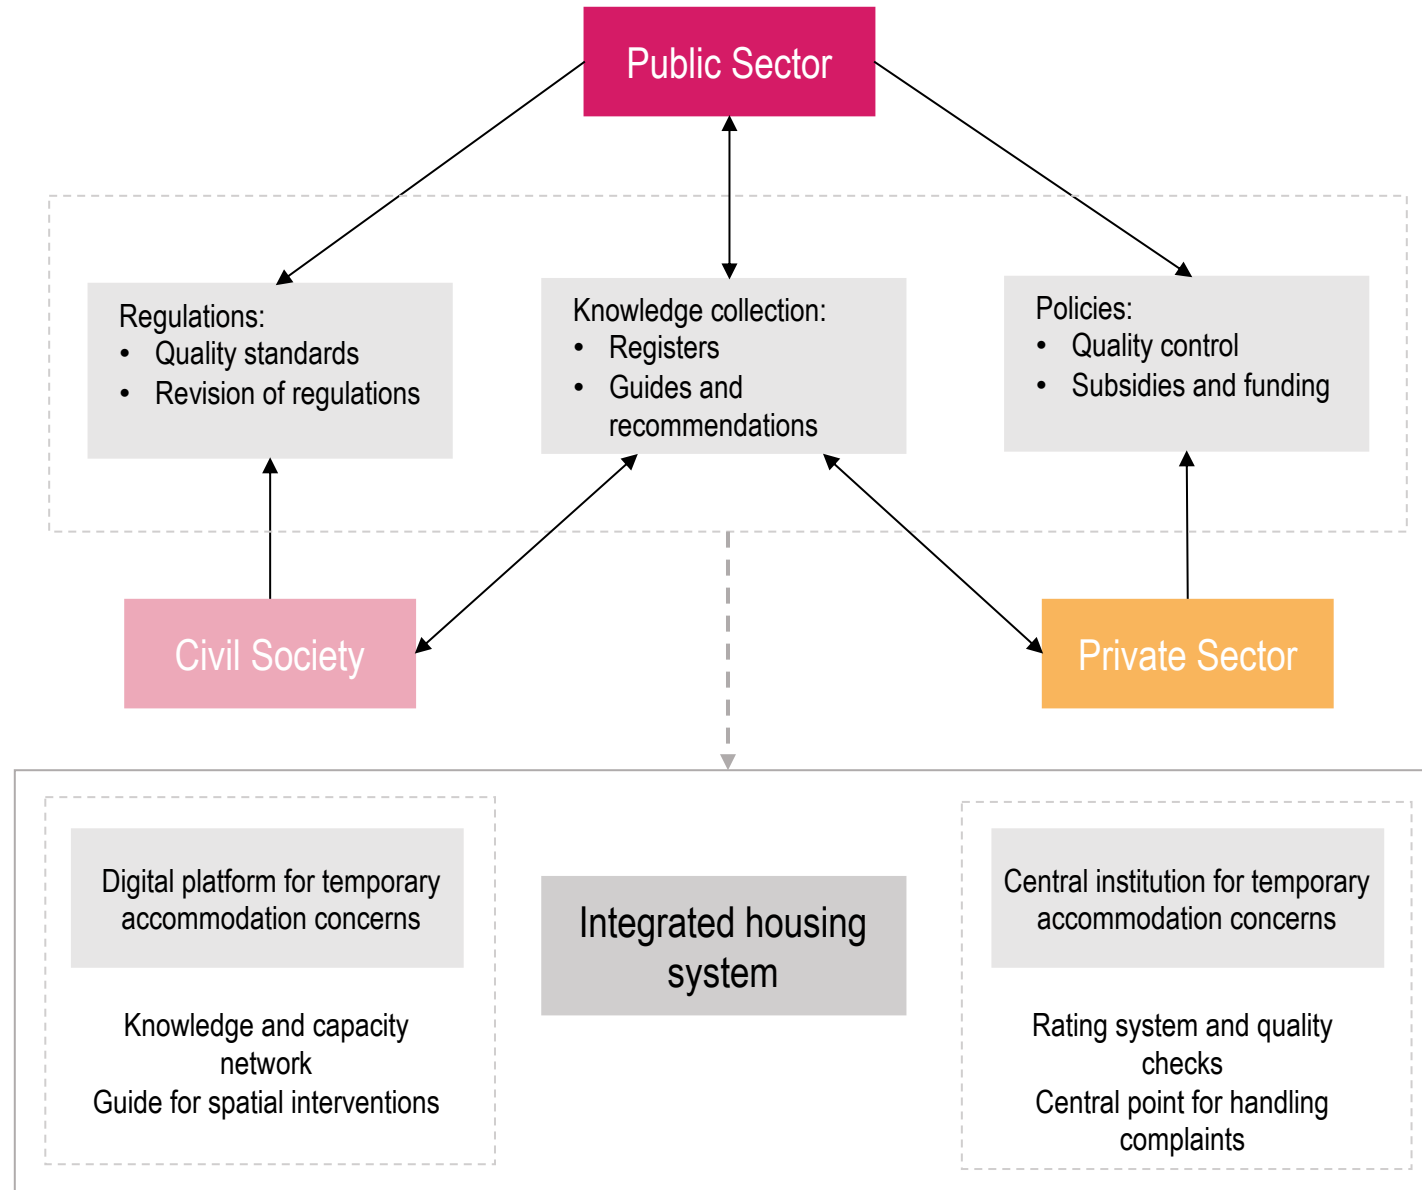 Public Sector
Regulations:
• Quality standards
• Revision of regulations
Knowledge collection:
• Registers
• Guides and
recommendations
Policies:
• Quality control
• Subsidies and funding
Civil Society
Private Sector
Digital platform for temporary
accommodation concerns
Knowledge and capacity
network
Guide for spatial interventions
Integrated housing
system
Central institution for temporary
accommodation concerns
Rating system and quality
checks
Central point for handling
complaints